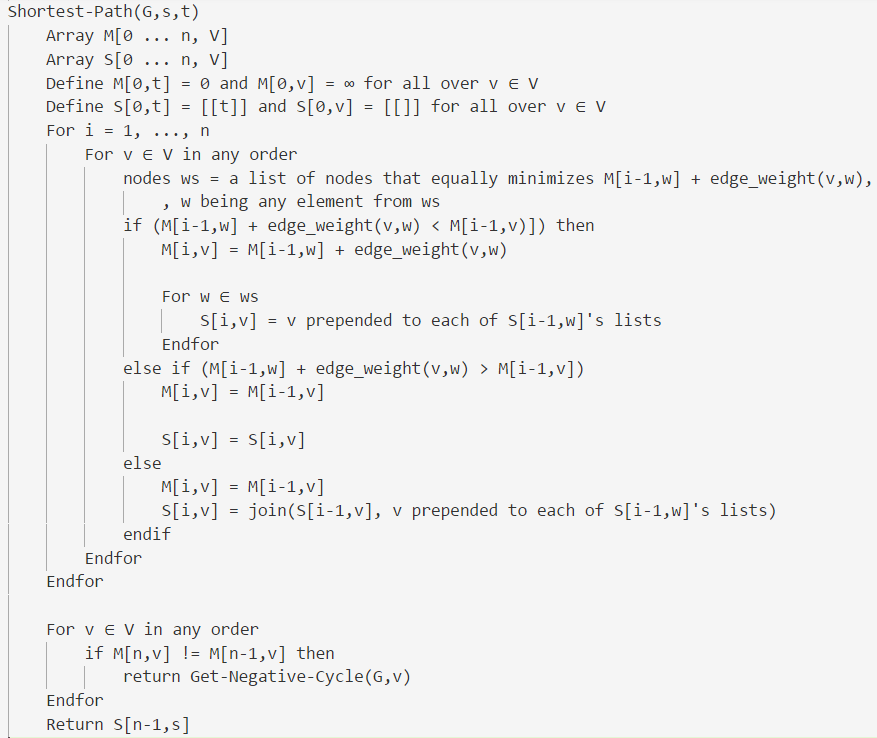 Shortest-Path(G,s,t)
Array M[0 ... n, V]
Array S[0 ... n, V]
Define M[0,t] = 0 and M[0,v] = ∞ for all over v ∈ V
Define S[0,t] = [[t]] and S[0,v] = [[]] for all over v ∈ V
For i = 1, ..., n
For v ∈ V in any order
nodes ws = a list of nodes that equally minimizes M[i-1,w] + edge_weight(v,w),
, w being any element from ws
if (M[i-1,w] + edge_weight(v,w) < M[i-1,v)]) then
M[i,v] = M[i-1,w] + edge_weight(v,w)
For w ∈ ws
S[i,v] = v prepended to each of S[i-1,w]'s lists
Endfor
else if (M[i-1,w] + edge_weight(v,w) > M[i-1,v])
M[i,v] = M[i-1,v]
S[i,v] = S[i,v]
else
M[i,v] = M[i-1,v]
S[i,v] = join(S[i-1,v], v prepended to each of S[i-1,w]'s lists)
endif
Endfor
Endfor
For v ∈ V in any order
if M[n,v] != M[n-1,v] then
return Get-Negative-Cycle(G,v)
Endfor
Return S[n-1,s]